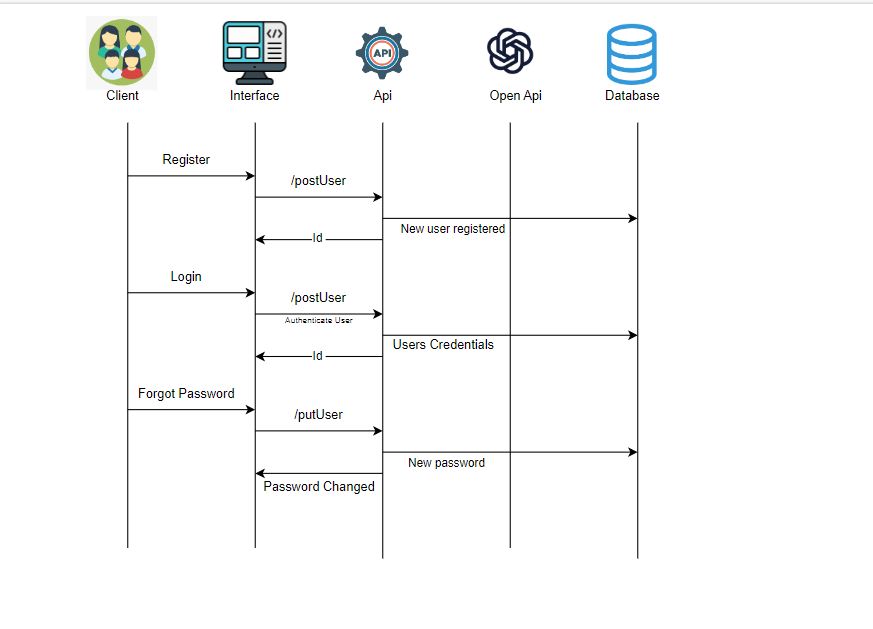 </>
API
Client
Interface
Api
Open Api
Database
Register
/postUser
New user registered
Id
Login
/postUser
Authenticate User
Users Credentials
Id
Forgot Password
/putUser
New password
Password Changed